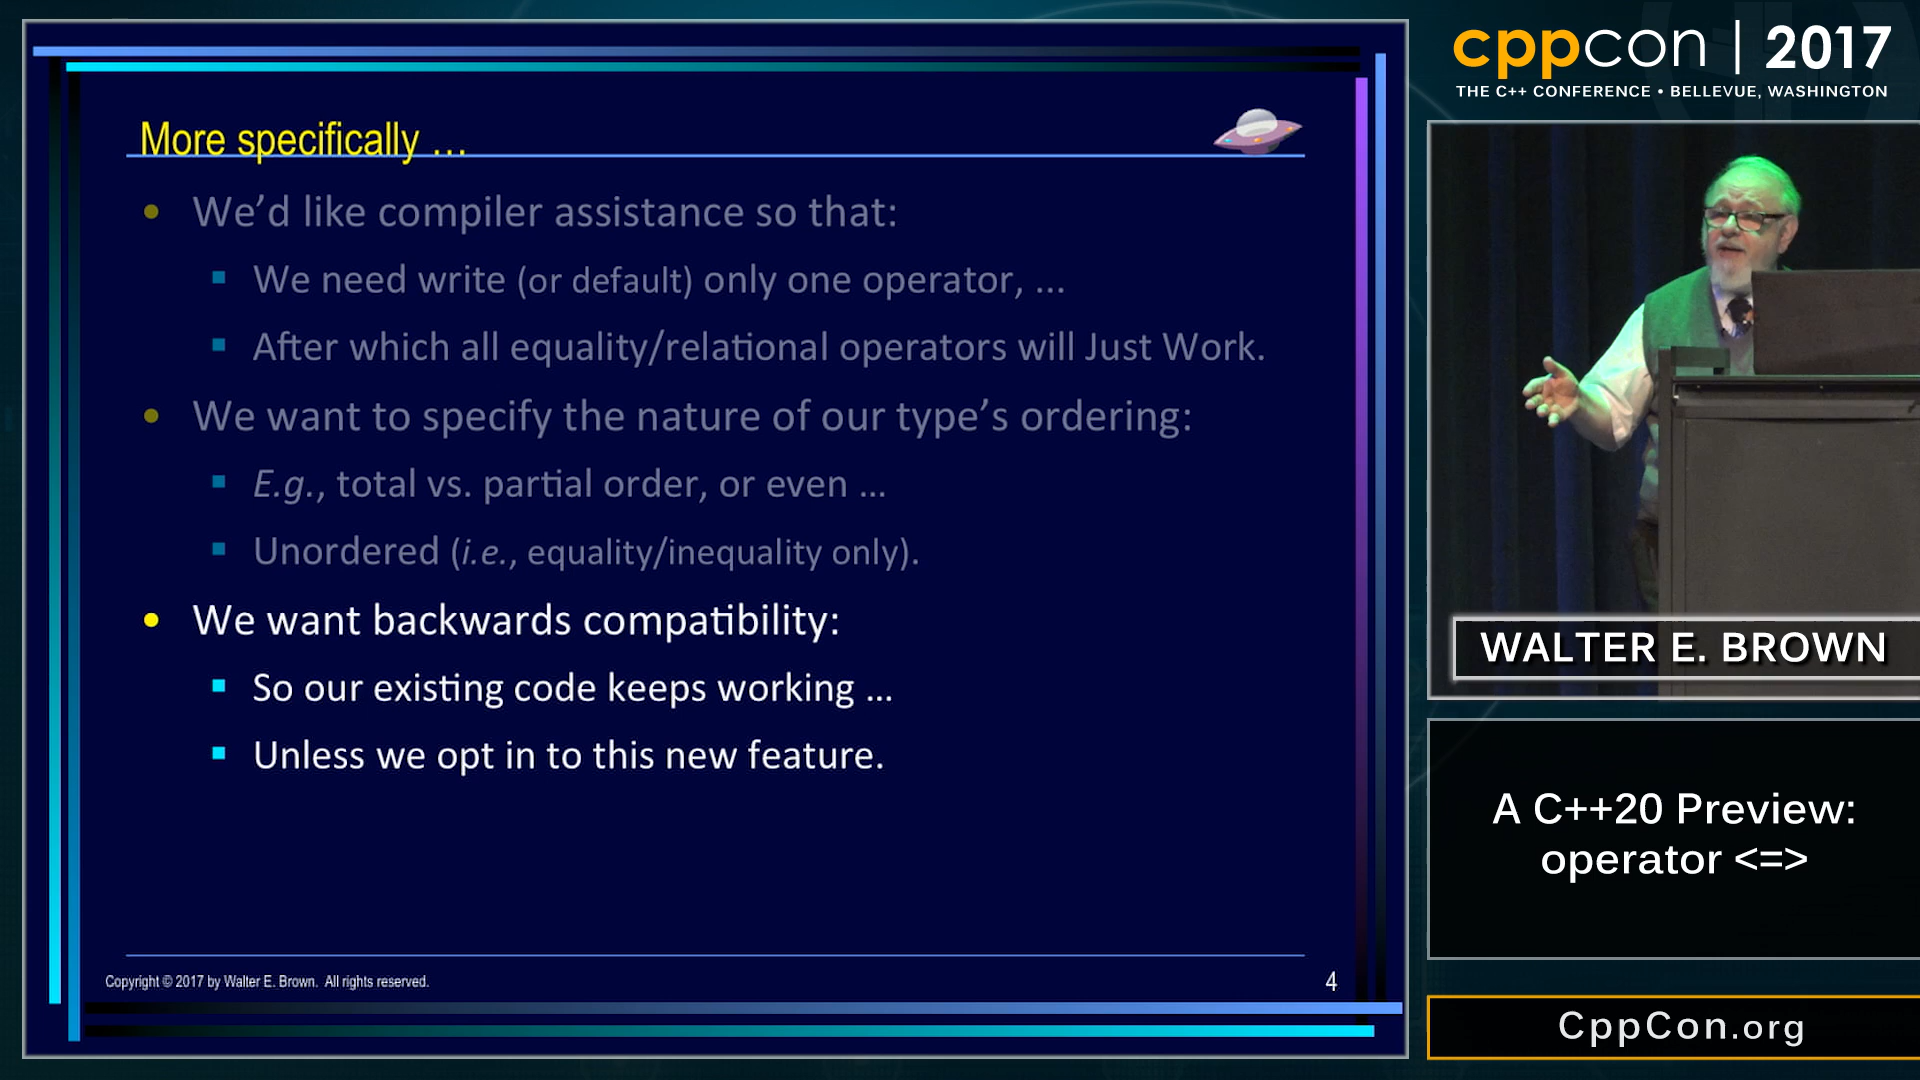 More specifically …
• We’d like compiler assistance so that:
▪ We need write (or default) only one operator, …
▪ After which all equality/relational operators will Just Work.
• We want to specify the nature of our type’s ordering:
▪ E.g., total vs. partial order, or even …
▪ Unordered (i.e., equality/inequality only).
• We want backwards compatibility:
▪ So our existing code keeps working …
▪ Unless we opt in to this new feature.
Copyright © 2017 by Walter E. Brown. All rights reserved.
4
cppcon | 2017
THE C++ CONFERENCE • BELLEVUE, WASHINGTON
WALTER E. BROWN
A C++20 Preview:
operator <=>
CppCon.org